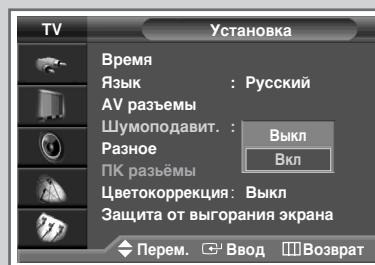 TV
Установка
Время
Язык : Русский
AV разъемы
Шумоподавит. :
Выкл
Вкл
Разное
ПК разьёмы
Цветокоррекция: Выкл
Защита от выгорания экрана
Перем. Ввод Возврат